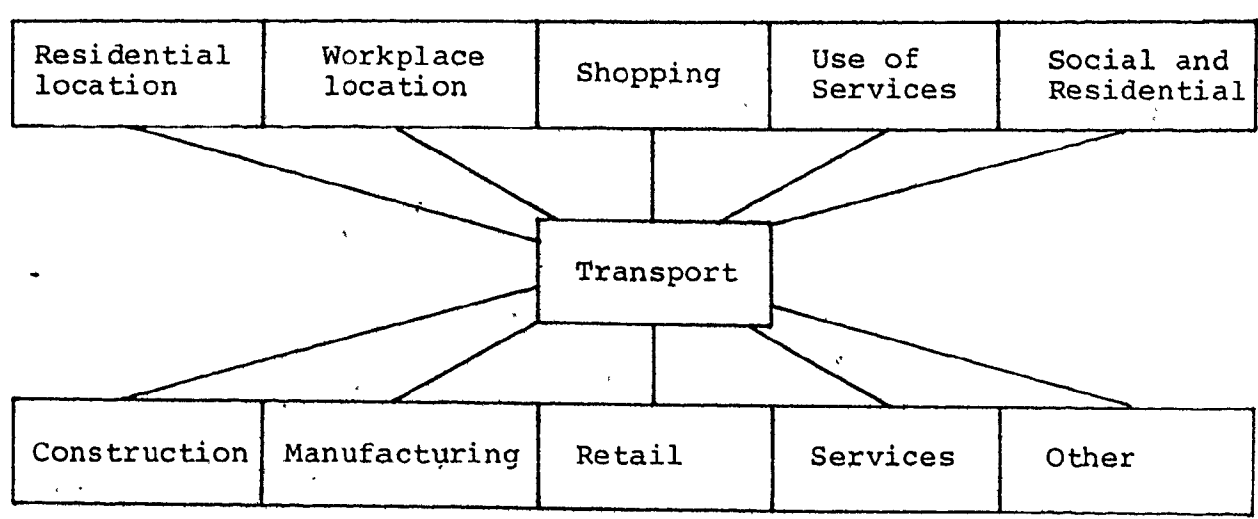 Residential
location
Workplace
location
Shopping
Use of
Services
Social and
Residential
Transport
Construction
Manufacturing
Retail
Services
Other